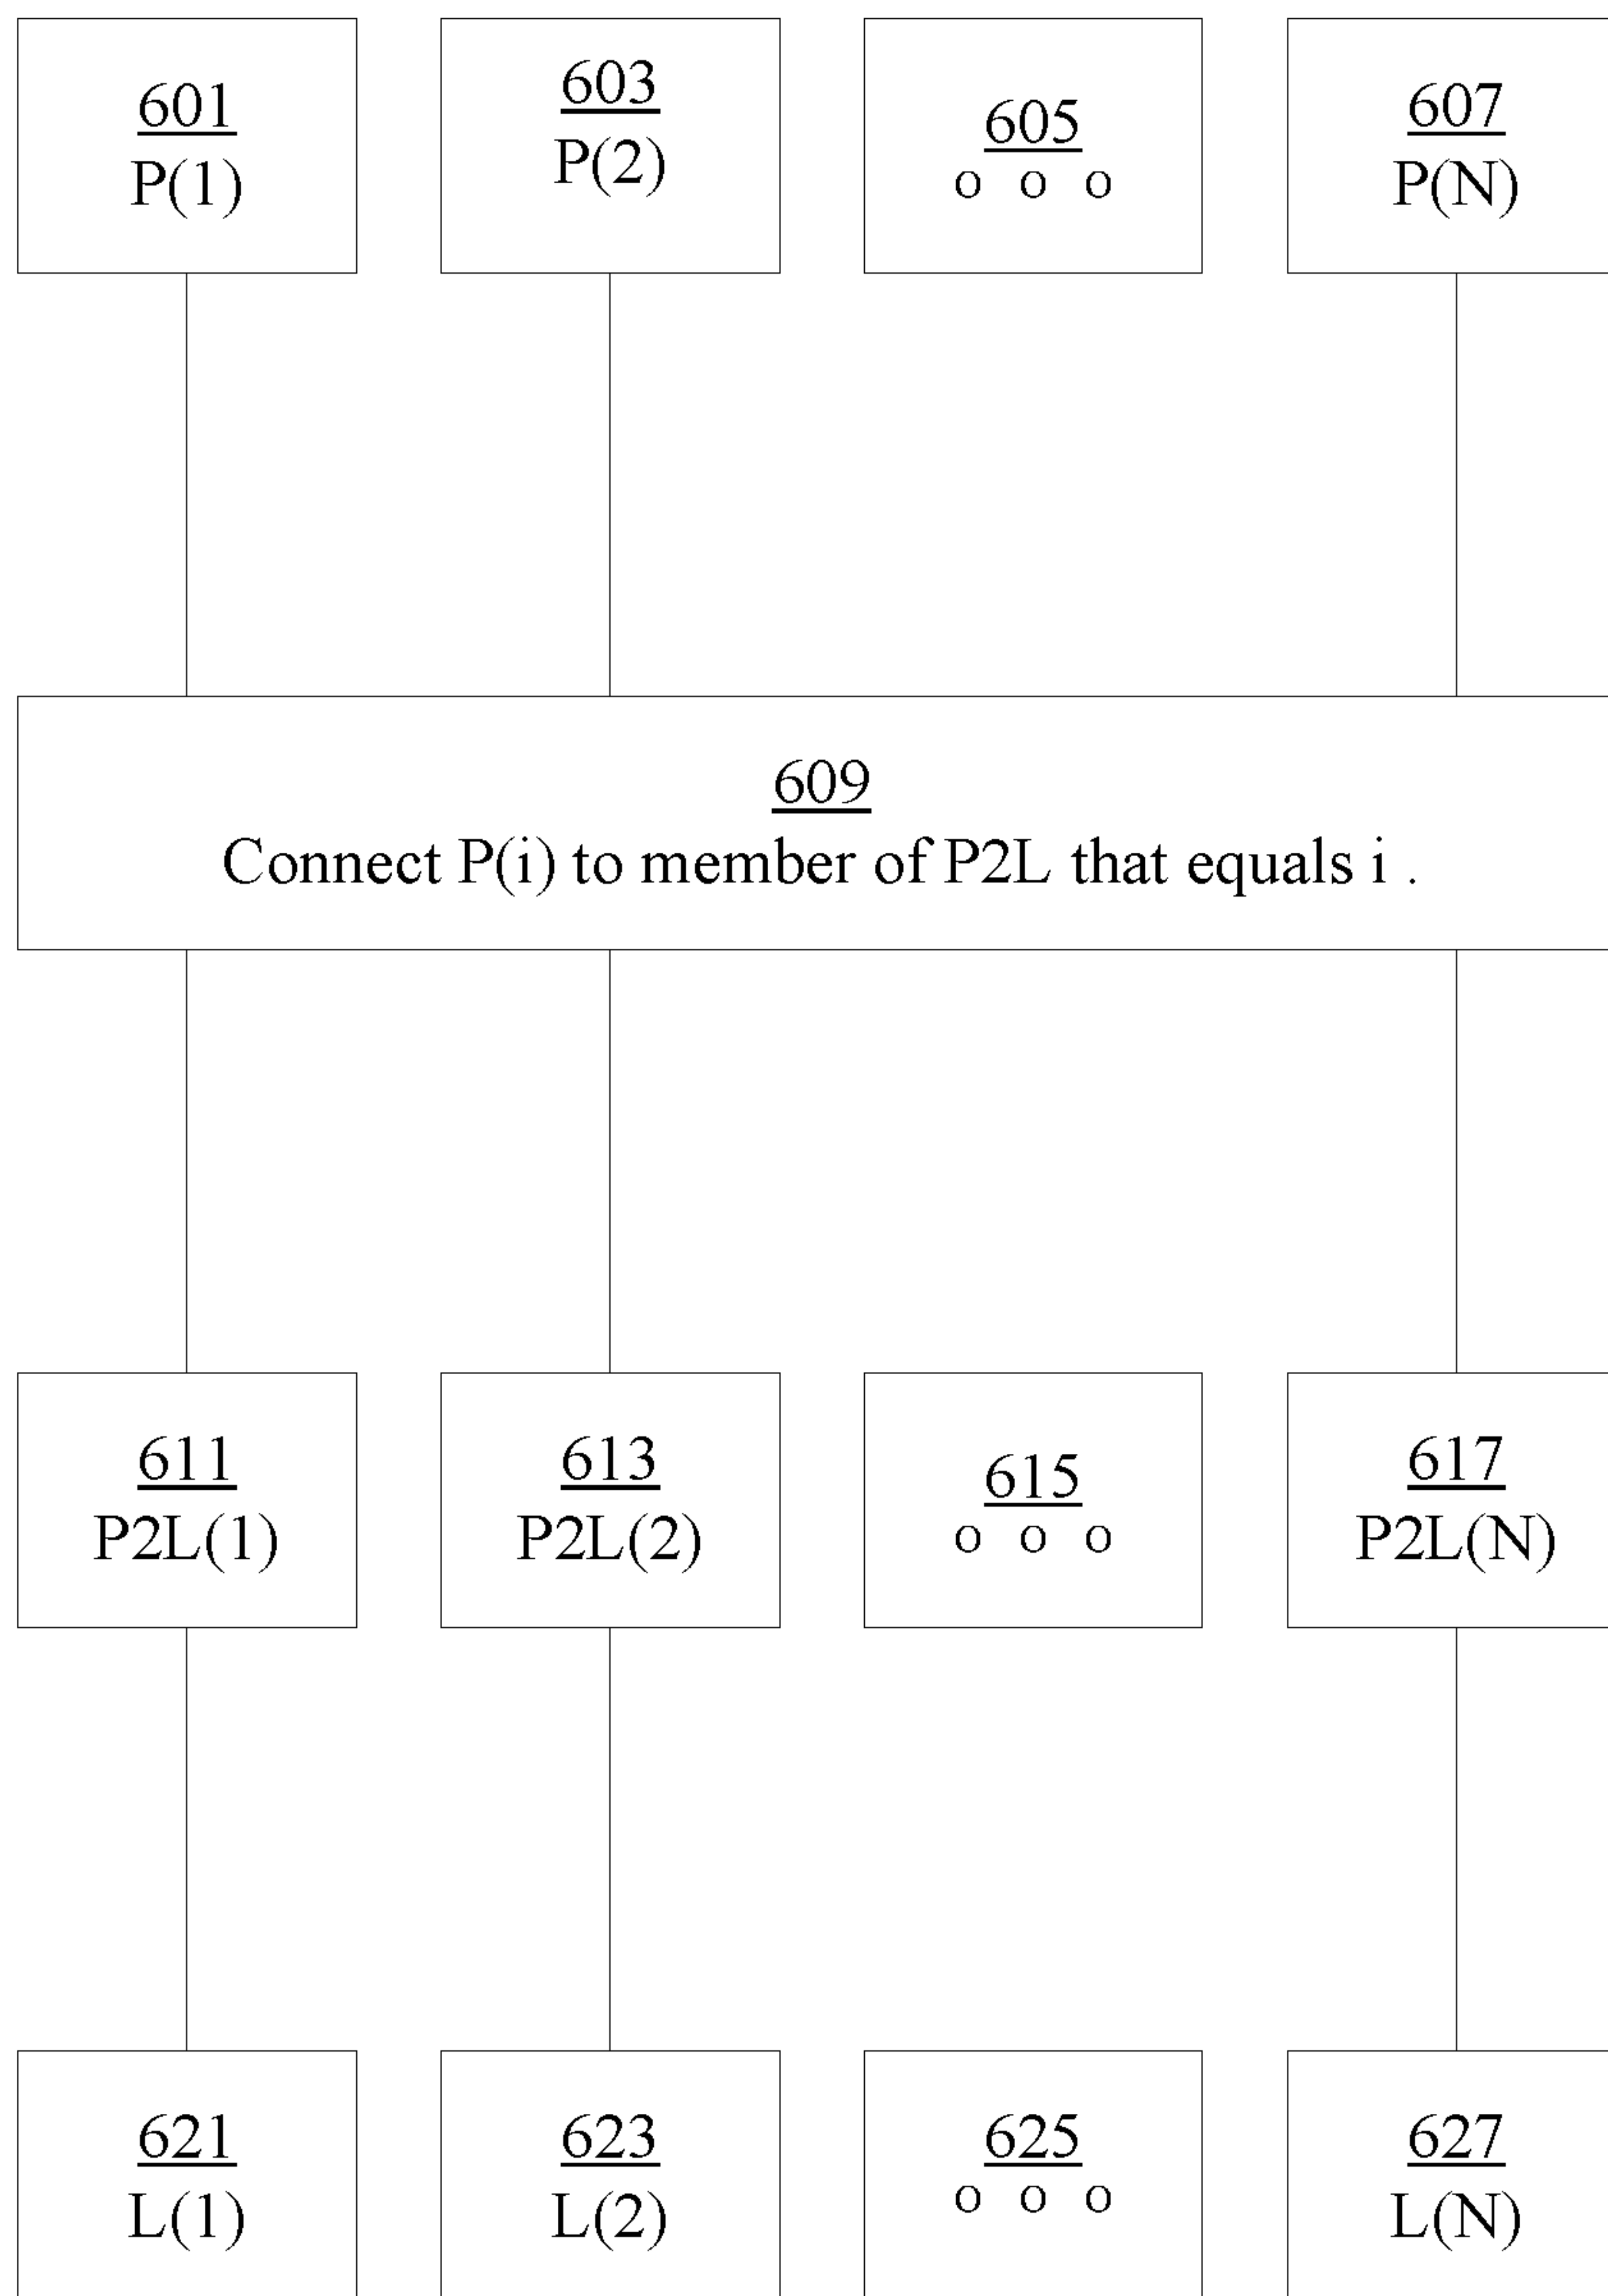 601
P(1)
603
P(2)
605
o o o
607
P(N)
609
Connect P(i) to member of P2L that equals i .
611
P2L(1)
613
P2L(2)
615
o o o
617
P2L(N)
621
L(1)
623
L(2)
625
o o o
627
L(N)